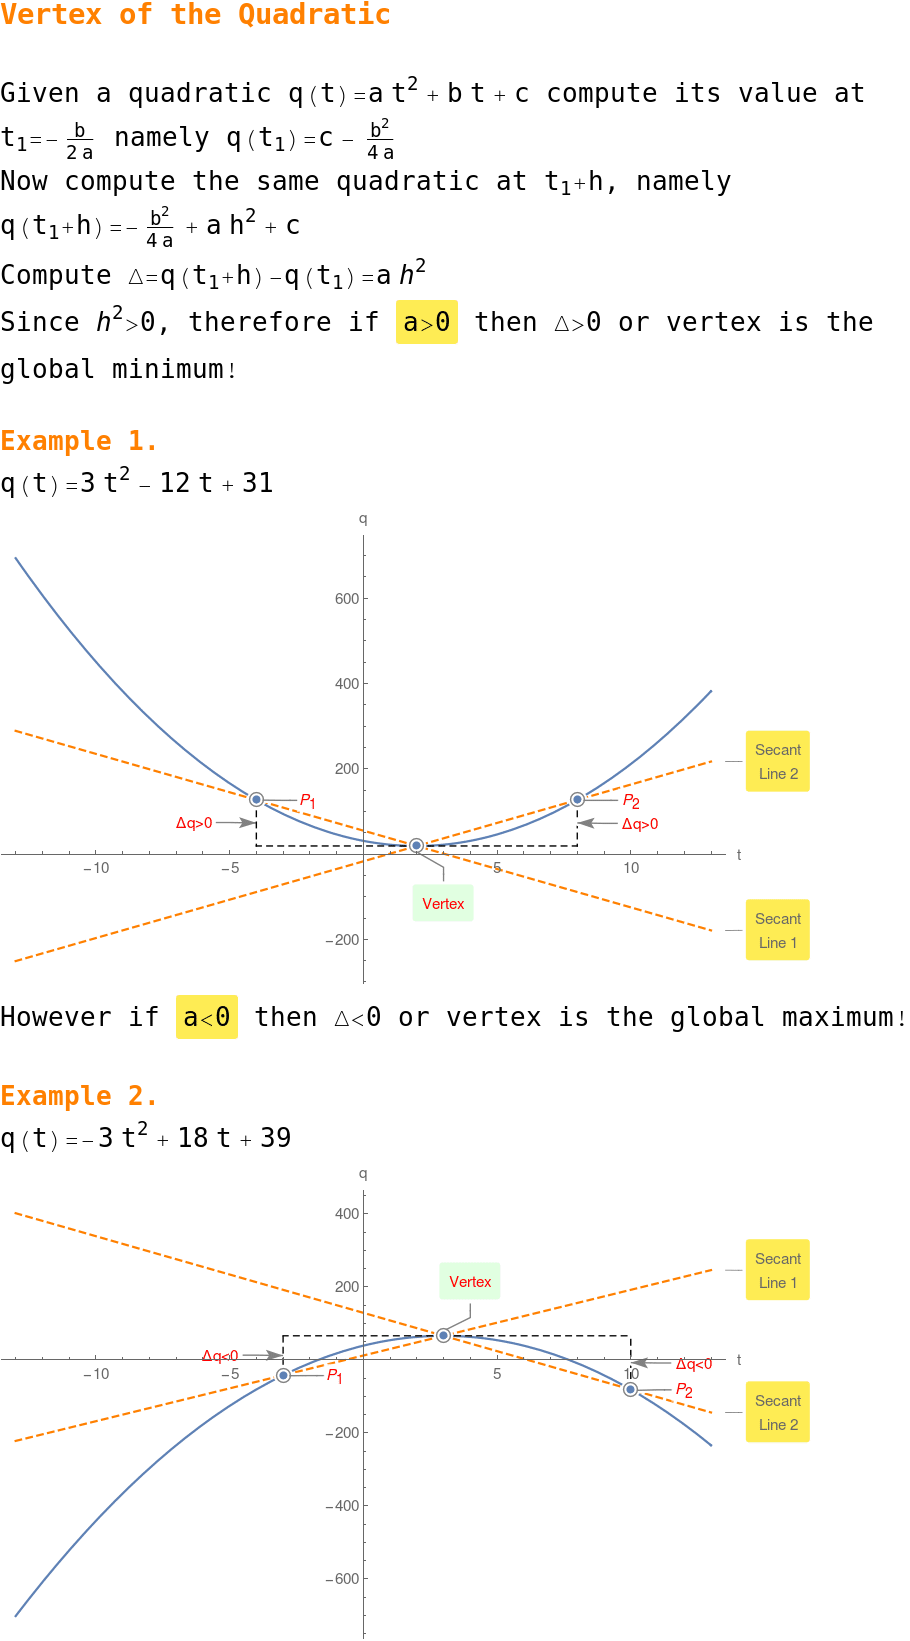 Vertex of the Quadratic
Given a quadratic q(t)=a t² + b t + c compute its value at
t₁=- b/(2 a) namely q(t₁)=c - b²/(4 a)
Now compute the same quadratic at t₁+h, namely
q(t₁+h)=- b²/(4 a) + a h² + c
Compute Δ=q(t₁+h)-q(t₁)=a h²
Since h²>0, therefore if a>0 then Δ>0 or vertex is the
global minimum!
Example 1.
q(t)=3 t² - 12 t + 31
q
600
400
200
-200
-10
-5
5
10
t
P₁
P₂
Δq>0
Δq>0
Vertex
Secant
Line 2
Secant
Line 1
However if a<0 then Δ<0 or vertex is the global maximum!
Example 2.
q(t)=-3 t² + 18 t + 39
q
400
200
-200
-400
-600
-10
-5
5
10
t
Vertex
Δq<0
Δq<0
P₁
P₂
Secant
Line 1
Secant
Line 2